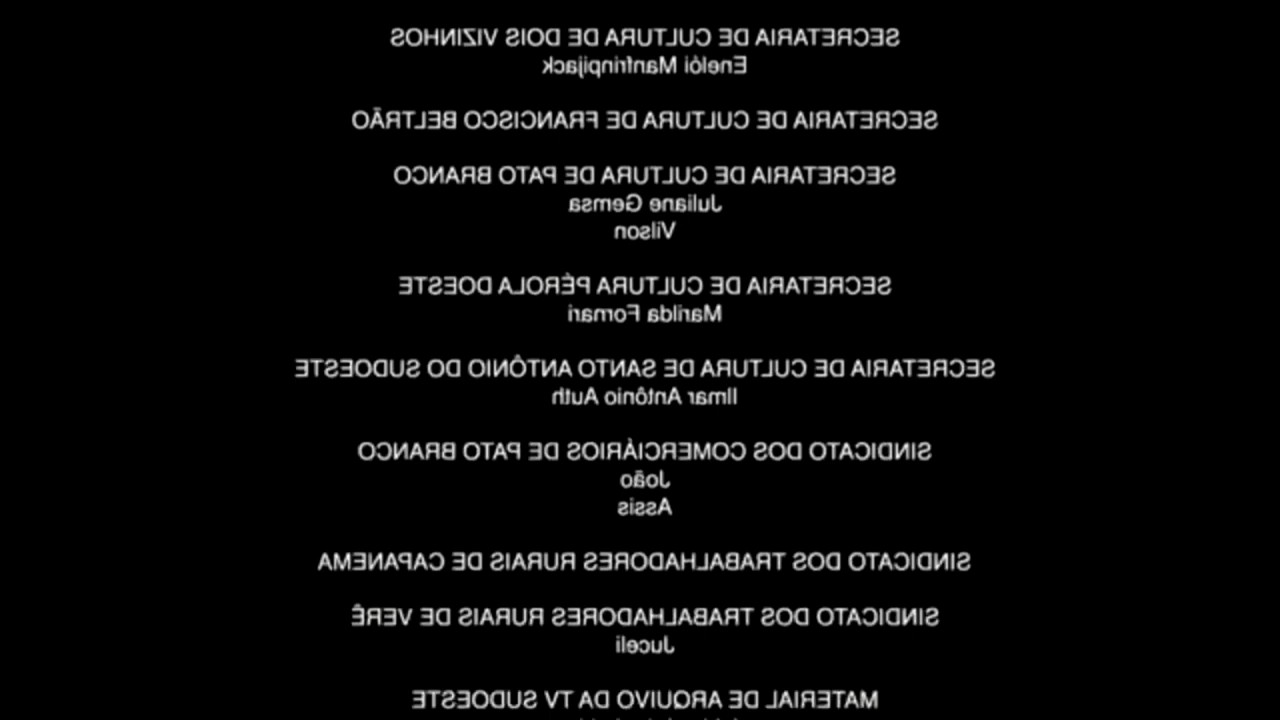 SECRETARIA DE CULTURA DE DOIS VIZINHOS
Enelói Manfrinpijack
SECRETARIA DE CULTURA DE FRANCISCO BELTRÃO
SECRETARIA DE CULTURA DE PATO BRANCO
Juliane Gemsa
Vilson
SECRETARIA DE CULTURA PÉROLA DOESTE
Marilda Fornari
SECRETARIA DE CULTURA DE SANTO ANTÔNIO DO SUDOESTE
Ilmar Antônio Auth
SINDICATO DOS COMERCIÁRIOS DE PATO BRANCO
João
Assis
SINDICATO DOS TRABALHADORES RURAIS DE CAPANEMA
SINDICATO DOS TRABALHADORES RURAIS DE VERÊ
Juceli
MATERIAL DE ARQUIVO DA TV SUDOESTE